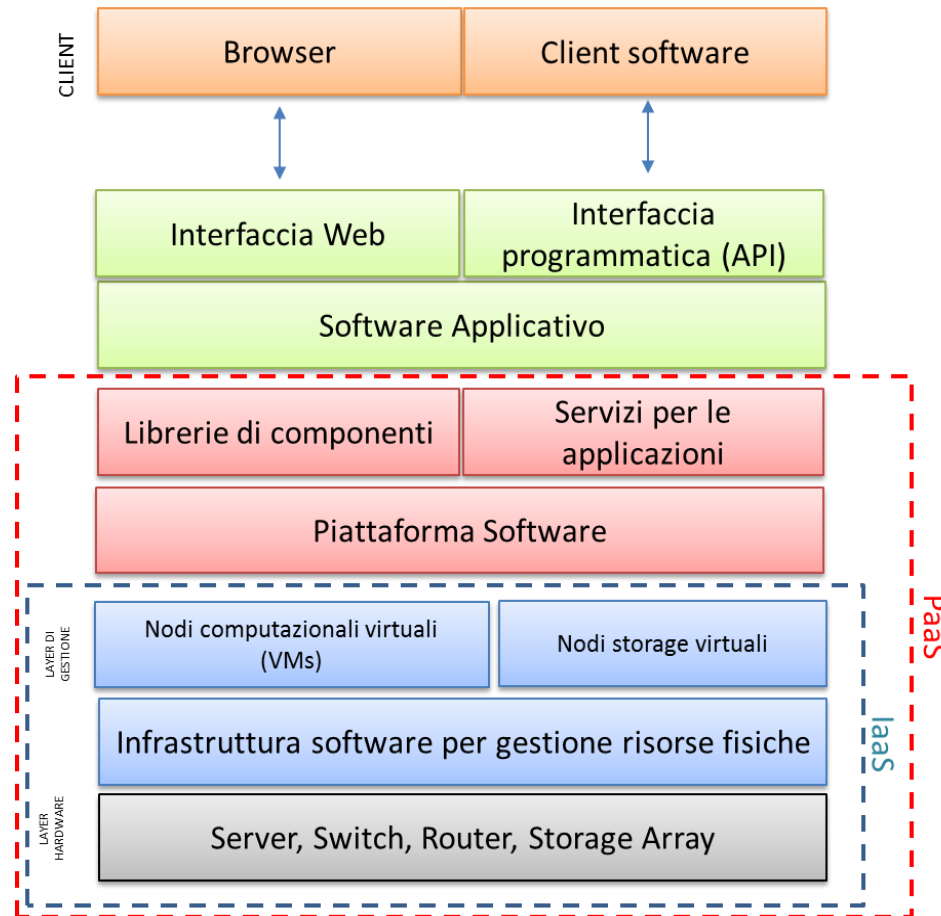 CLIENT
Browser
Client software
Interfaccia Web
Interfaccia
programmatica (API)
Software Applicativo
Librerie di componenti
Servizi per le
applicazioni
Piattaforma Software
PaaS
LAYER DI
GESTIONE
Nodi computazionali virtuali
(VMs)
Nodi storage virtuali
IaaS
Infrastruttura software per gestione risorse fisiche
LAYER
HARDWARE
Server, Switch, Router, Storage Array